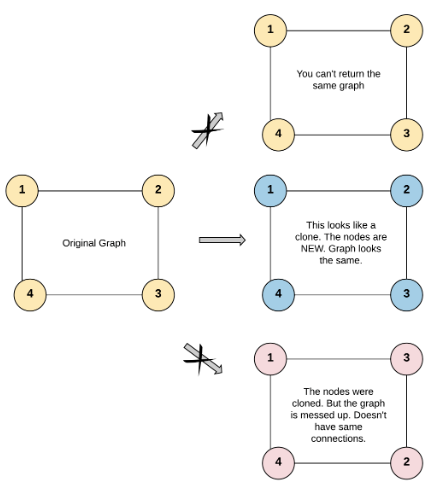 1
2
You can't return the
same graph
4
3
1
2
Original Graph
4
3
1
2
This looks like a
clone. The nodes are
NEW. Graph looks
the same.
4
3
1
3
The nodes were
cloned. But the graph
is messed up. Doesn't
have same
connections.
4
2